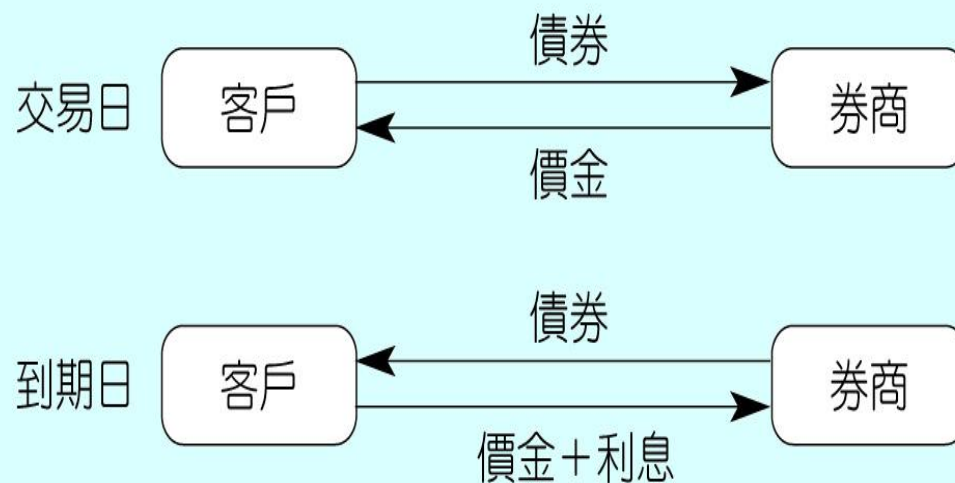 債券
交易日 客戶 券商
價金
債券
到期日 客戶 券商
價金＋利息